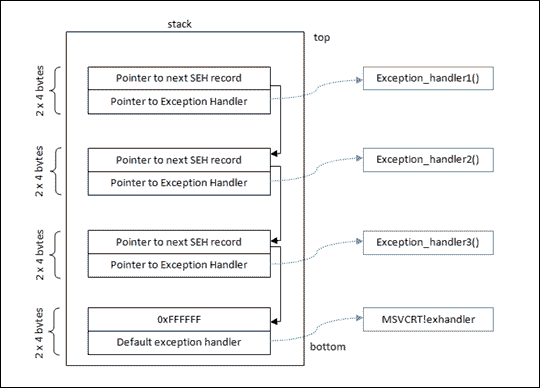 stack
top
2 x 4 bytes
Pointer to next SEH record
Pointer to Exception Handler
Exception_handler1()
2 x 4 bytes
Pointer to next SEH record
Pointer to Exception Handler
Exception_handler2()
2 x 4 bytes
Pointer to next SEH record
Pointer to Exception Handler
Exception_handler3()
2 x 4 bytes
0xFFFFFF
Default exception handler
MSVCRT!exhandler
bottom